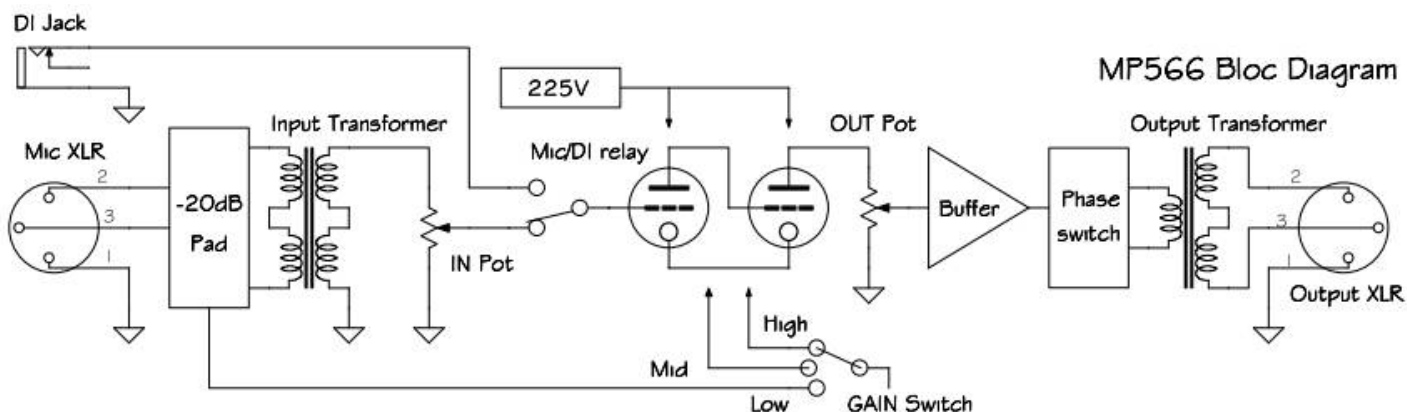 DI Jack
MP566 Bloc Diagram
225V
Input Transformer
OUT Pot
Output Transformer
Mic XLR
Mic/DI relay
2
3
1
-20dB
Pad
IN Pot
Buffer
Phase
switch
2
3
1
Output XLR
High
Mid
Low
GAIN Switch